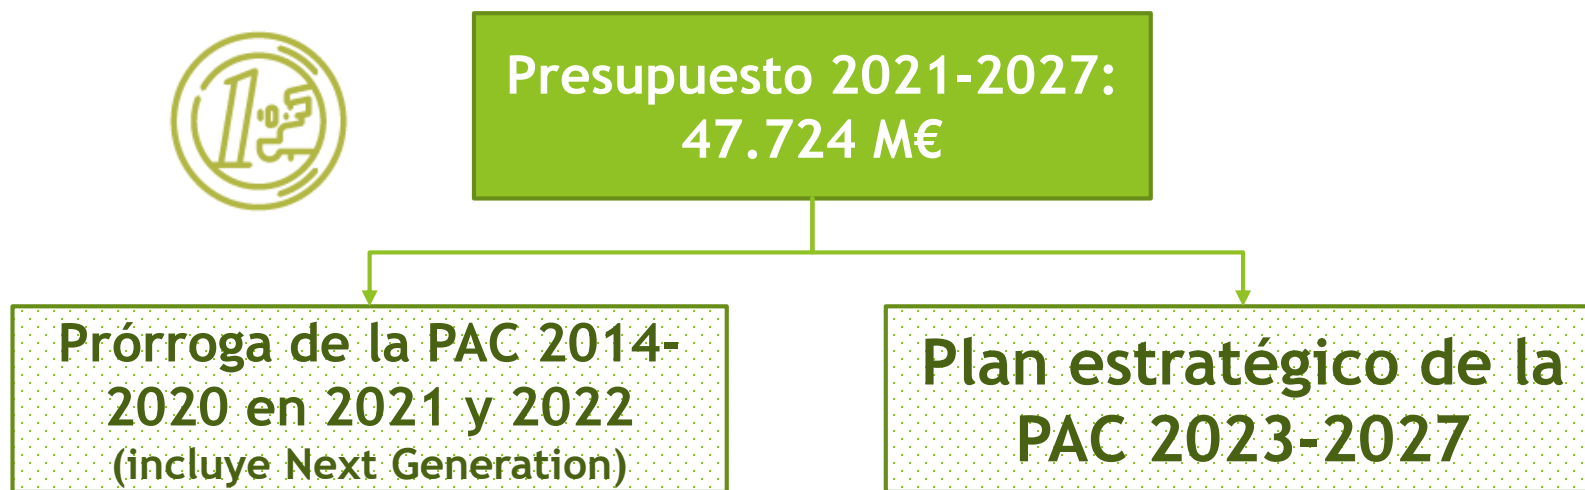 Presupuesto 2021-2027:
47.724 M€
Prórroga de la PAC 2014-
2020 en 2021 y 2022
(incluye Next Generation)
Plan estratégico de la
PAC 2023-2027